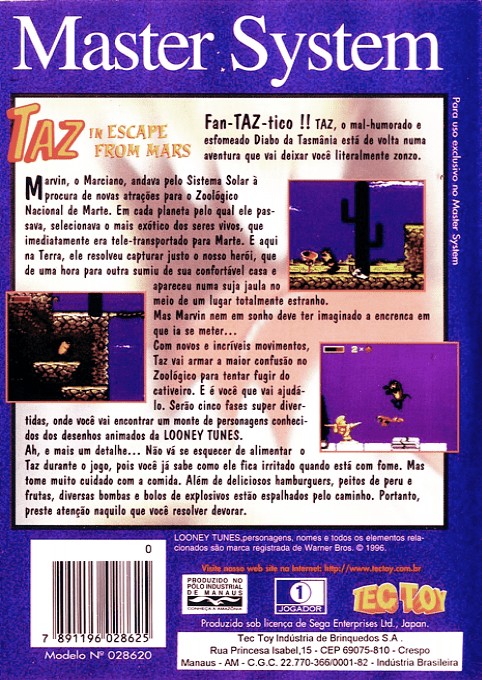 Master System
Para uso exclusivo no Master System
TAZ IN ESCAPE
FROM MARS
Fan-TAZ-tico !! TAZ, o mal-humorado e
esfomeado Diabo da Tasmânia está de volta numa
aventura que vai deixar você literalmente zonzo.
Marvin, o Marciano, andava pelo Sistema Solar à
procura de novas atrações para o Zoológico
Nacional de Marte. Em cada planeta pelo qual ele pas-
sava, selecionava o mais exótico dos seres vivos, que
imediatamente era tele-transportado para Marte. E aqui
na Terra, ele resolveu capturar justo o nosso herói, que
de uma hora para outra sumiu de sua confortável casa e
apareceu numa suja jaula no
meio de um lugar totalmente estranho.
Mas Marvin nem em sonho deve ter imaginado a encrenca em
que ia se meter...
Com novos e incríveis movimentos,
Taz vai armar a maior confusão no
Zoológico para tentar fugir do
cativeiro. E é você que vai ajudá-
lo. Serão cinco fases super diver-
tidas, onde você vai encontrar um monte de personagens conheci-
dos dos desenhos animados da LOONEY TUNES.
Ah, e mais um detalhe... Não vá se esquecer de alimentar o
Taz durante o jogo, pois você já sabe como ele fica irritado quando está com fome. Mas
tome muito cuidado com a comida. Além de deliciosos hamburguers, peitos de peru e
frutas, diversas bombas e bolos de explosivos estão espalhados pelo caminho. Portanto,
preste atenção naquilo que você resolver devorar.
LOONEY TUNES,personagens, nomes e todos os elementos rela-
cionados são marca registrada de Warner Bros. © 1996.
Visite nosso web site na Internet: http://www.tectoy.com.br
0
7 891196 028625
Modelo Nº 028620
PRODUZIDO NO
PÓLO INDUSTRIAL
DE MANAUS
CONHEÇA A AMAZÔNIA
1
JOGADOR
TEC TOY
Produzido sob licença de Sega Enterprises Ltd., Japan.
Tec Toy Indústria de Brinquedos S.A.
Rua Princesa Isabel,15 - CEP 69075-810 - Crespo
Manaus - AM - C.G.C. 22.770-366/0001-82 - Indústria Brasileira